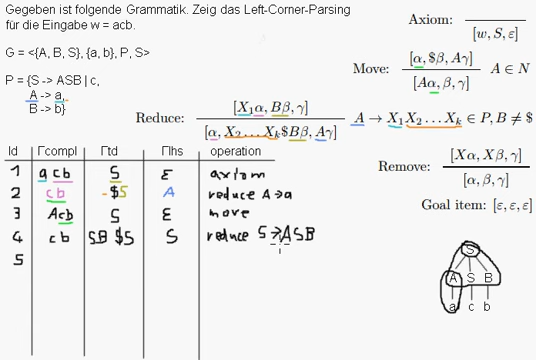 Gegeben ist folgende Grammatik. Zeig das Left-Corner-Parsing
für die Eingabe w = acb.
G = <{A, B, S}, {a, b}, P, S>
P = {S -> ASB | c,
A -> a,
B -> b}
Axiom: [w, S, ε]
Move: [α, $β, Aγ] / [Aα, β, γ] A ∈ N
Reduce: [X₁α, Bβ, γ] / [α, X₂…Xₖ$Bβ, Aγ] A → X₁X₂…Xₖ ∈ P, B ≠ $
Remove: [Xα, Xβ, γ] / [α, β, γ]
Goal item: [ε, ε, ε]
Id Γcompl Γtd Γlhs operation
1 acb S ε axiom
2 cb $S A reduce A→a
3 Acb S ε move
4 cb SB $S S reduce S→ASB
5
S
A S B
a c b